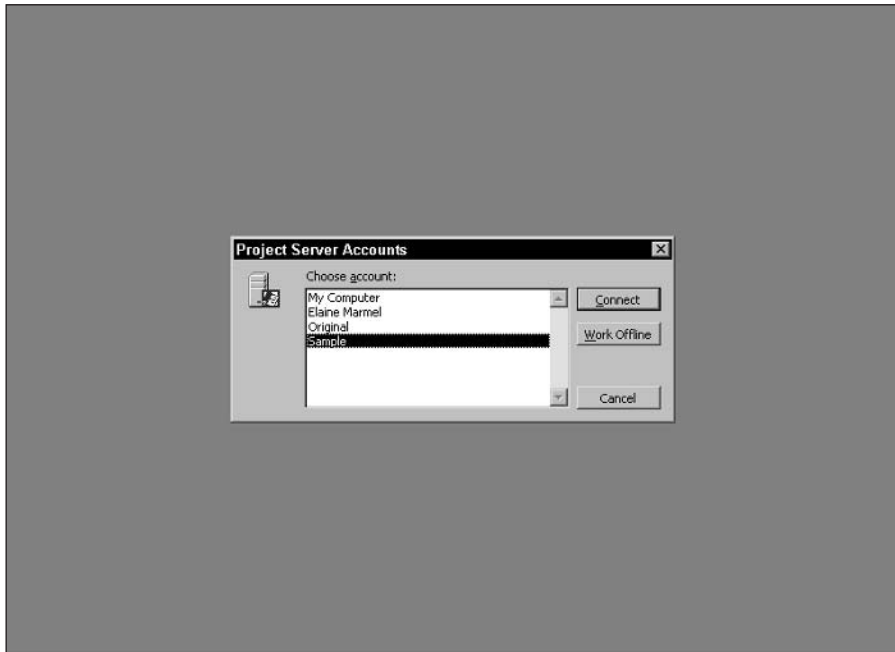 Project Server Accounts
Choose account:
My Computer
Elaine Marmel
Original
Sample
Connect
Work Offline
Cancel